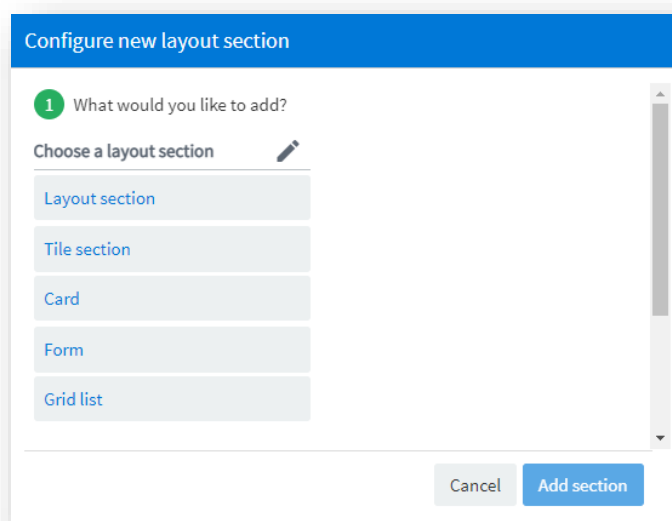 Configure new layout section
1 What would you like to add?
Choose a layout section
Layout section
Tile section
Card
Form
Grid list
Cancel Add section